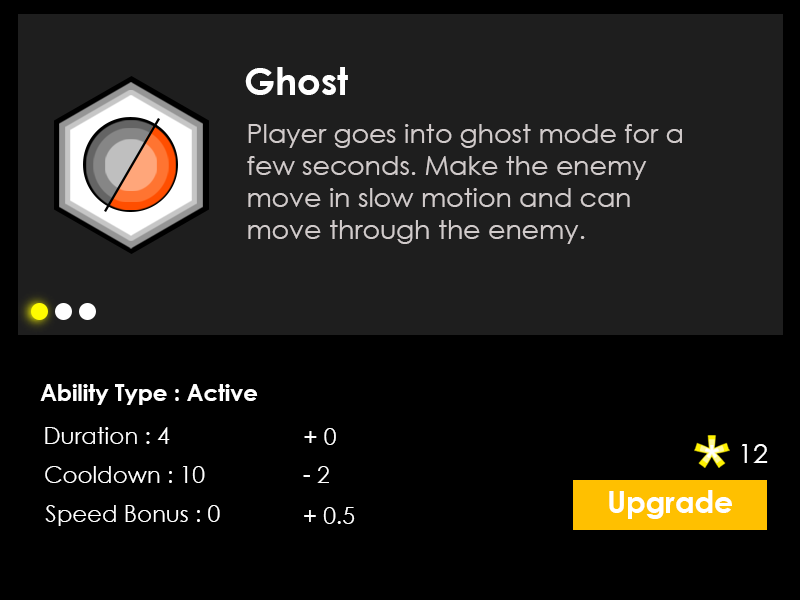 Ghost
Player goes into ghost mode for a
few seconds. Make the enemy
move in slow motion and can
move through the enemy.
Ability Type : Active
Duration : 4 + 0
Cooldown : 10 - 2
Speed Bonus : 0 + 0.5
12
Upgrade